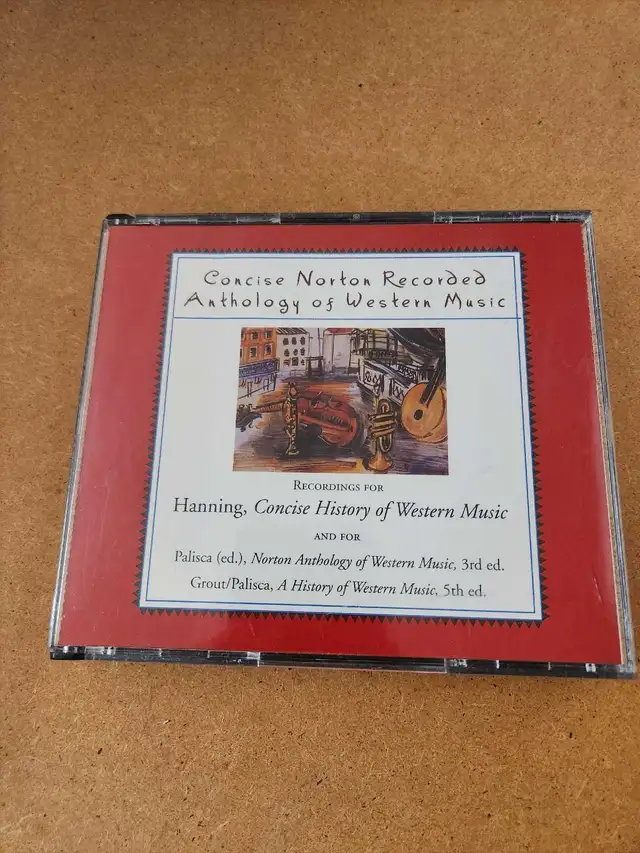 Concise Norton Recorded
Anthology of Western Music
Recordings for
Hanning, Concise History of Western Music
and for
Palisca (ed.), Norton Anthology of Western Music, 3rd ed.
Grout/Palisca, A History of Western Music, 5th ed.